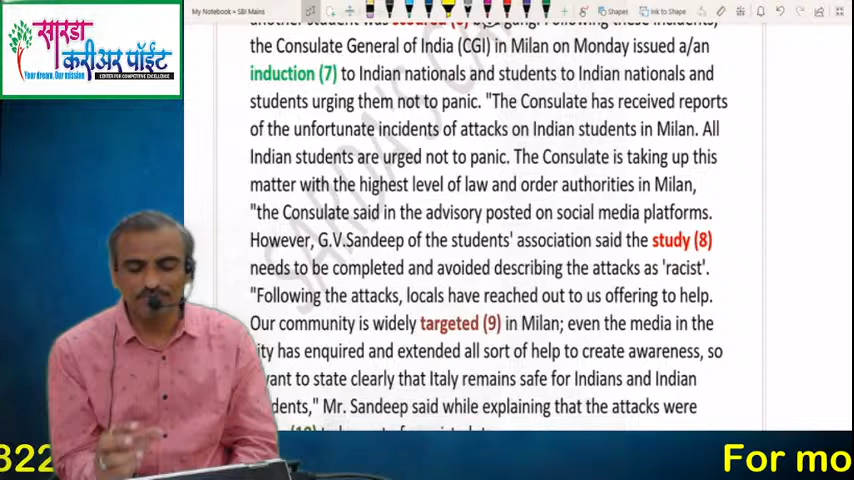 सारडा
करीअर पॉईंट
Your dream. Our mission
CENTER FOR COMPETITIVE EXCELLENCE
My Notebook » SBI Mains
Shapes
Ink to Shape
another student was
(6)
the Consulate General of India (CGI) in Milan on Monday issued a/an
induction (7) to Indian nationals and students to Indian nationals and
students urging them not to panic. "The Consulate has received reports
of the unfortunate incidents of attacks on Indian students in Milan. All
Indian students are urged not to panic. The Consulate is taking up this
matter with the highest level of law and order authorities in Milan,
"the Consulate said in the advisory posted on social media platforms.
However, G.V.Sandeep of the students' association said the study (8)
needs to be completed and avoided describing the attacks as 'racist'.
"Following the attacks, locals have reached out to us offering to help.
Our community is widely targeted (9) in Milan; even the media in the
has enquired and extended all sort of help to create awareness, so
to state clearly that Italy remains safe for Indians and Indian
Mr. Sandeep said while explaining that the attacks were
(10)
322
For mo